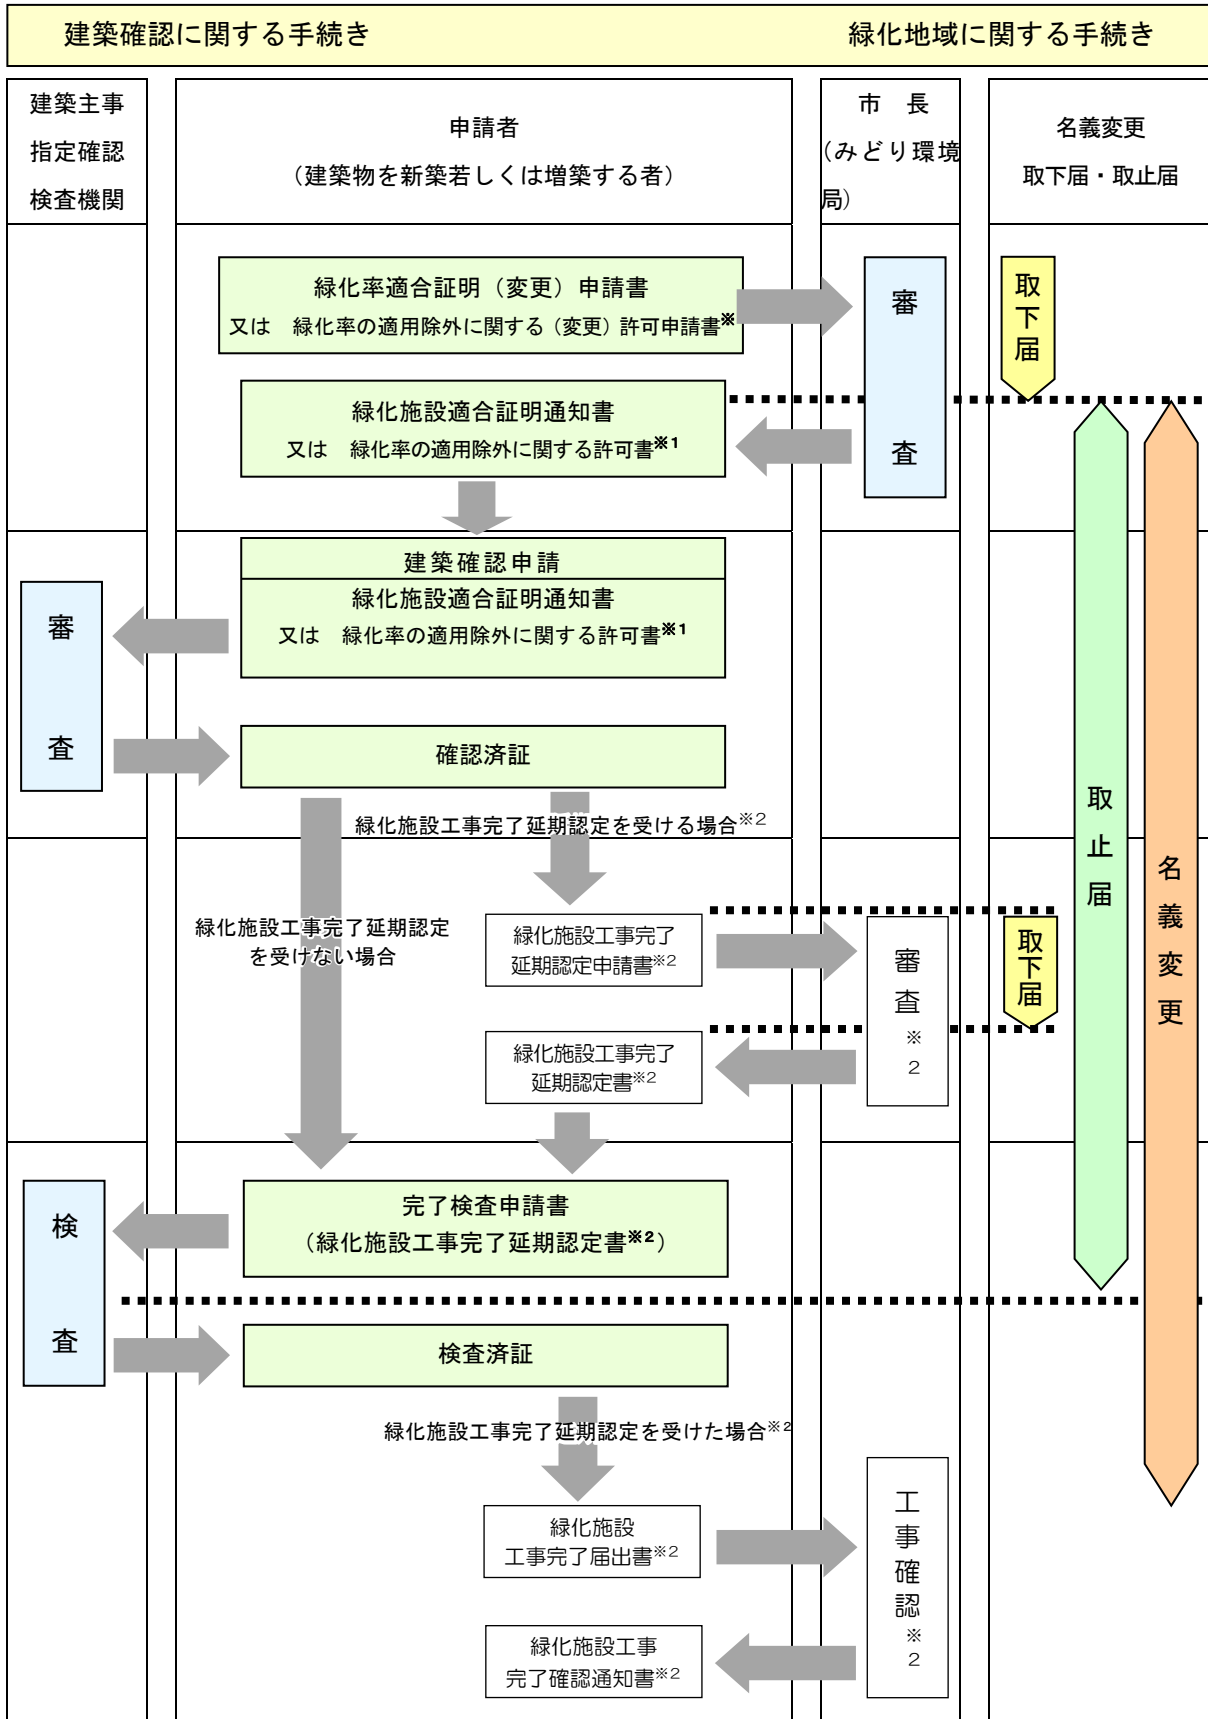 建築確認に関する手続き
緑化地域に関する手続き
建築主事
指定確認
検査機関
申請者
（建築物を新築若しくは増築する者）
市　長
（みどり環境
局）
名義変更
取下届・取止届
緑化率適合証明（変更）申請書
又は　緑化率の適用除外に関する（変更）許可申請書※
審査
取下届
緑化施設適合証明通知書
又は　緑化率の適用除外に関する許可書※1
建築確認申請
緑化施設適合証明通知書
又は　緑化率の適用除外に関する許可書※1
審査
確認済証
取止届
名義変更
緑化施設工事完了延期認定を受ける場合※2
緑化施設工事完了延期認定
を受けない場合
緑化施設工事完了
延期認定申請書※2
審査※2
取下届
緑化施設工事完了
延期認定書※2
完了検査申請書
（緑化施設工事完了延期認定書※2）
検査
検査済証
緑化施設工事完了延期認定を受けた場合※2
緑化施設
工事完了届出書※2
工事確認※2
緑化施設工事
完了確認通知書※2